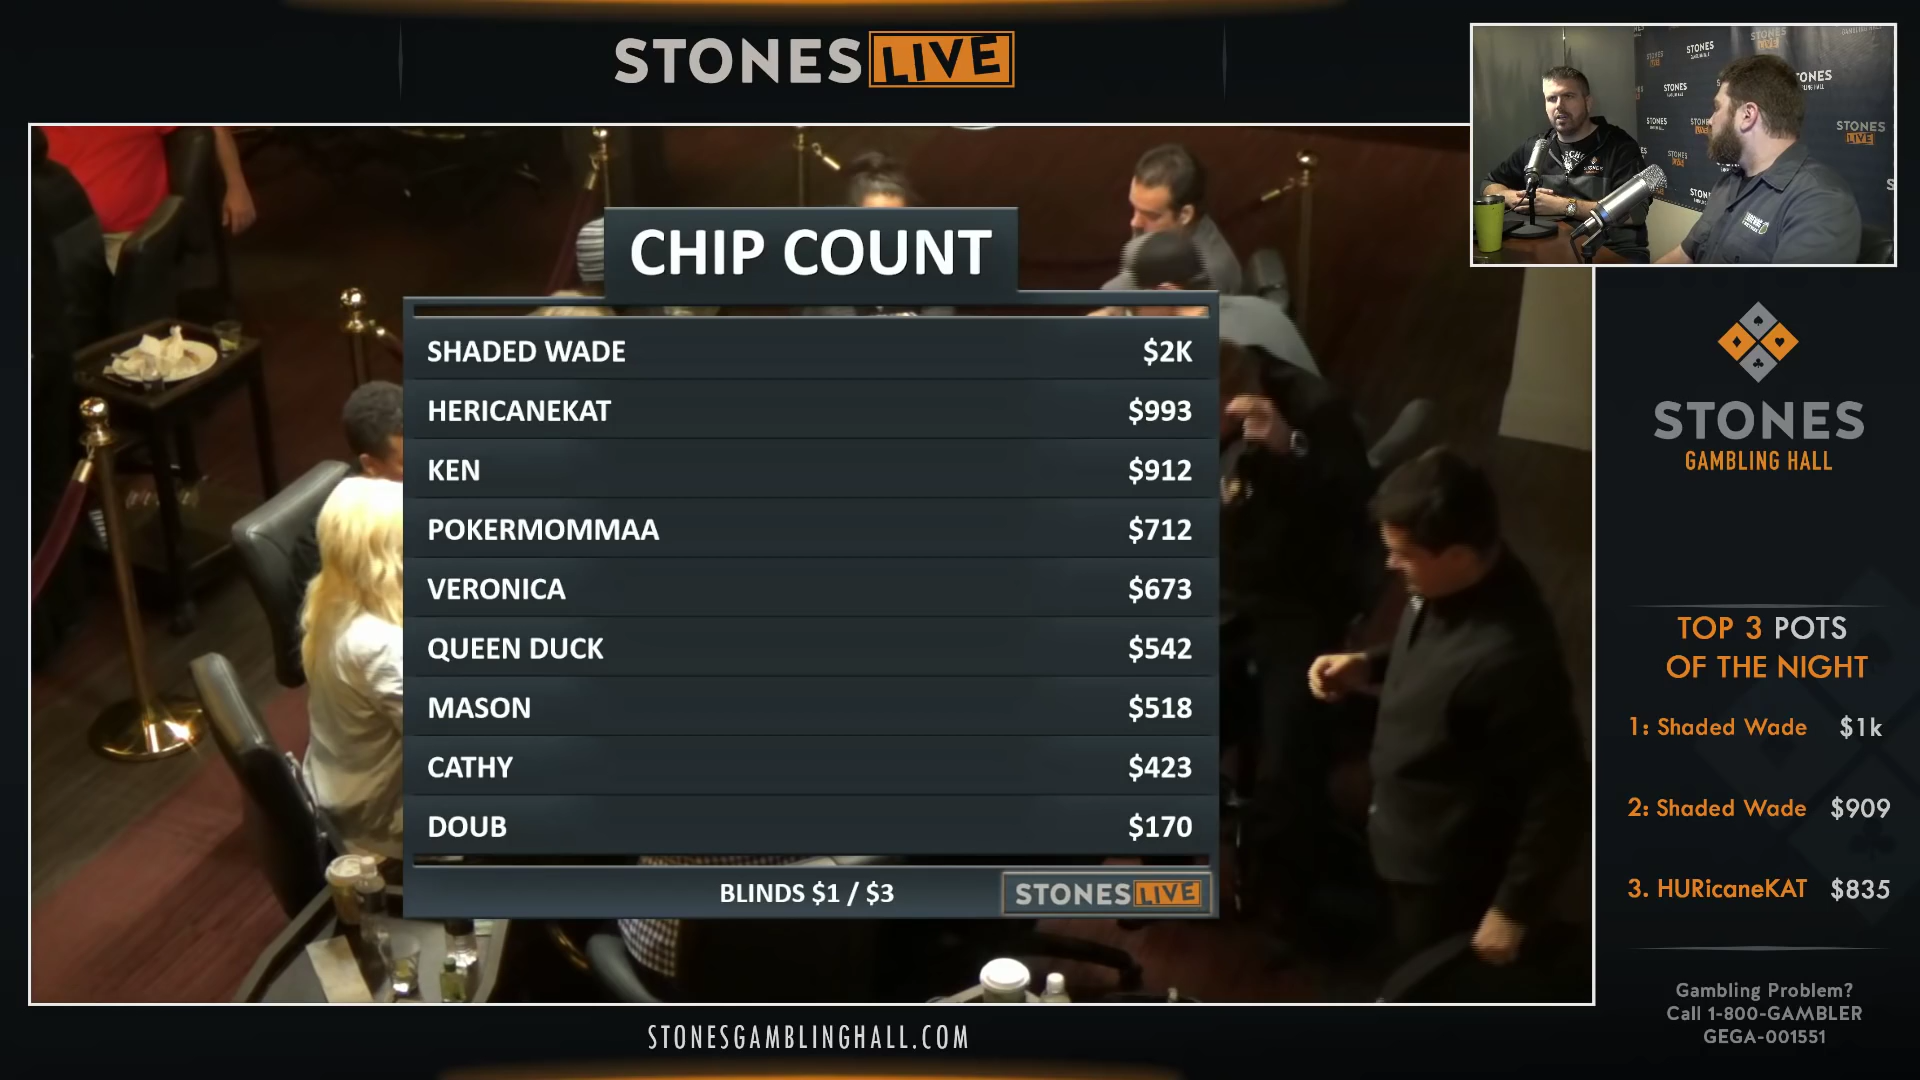 STONES LIVE
CHIP COUNT
SHADED WADE $2K
HERICANEKAT $993
KEN $912
POKERMOMMAA $712
VERONICA $673
QUEEN DUCK $542
MASON $518
CATHY $423
DOUB $170
BLINDS $1 / $3
STONES LIVE
STONESGAMBLINGHALL.COM
STONES
GAMBLING HALL
TOP 3 POTS
OF THE NIGHT
1: Shaded Wade $1k
2: Shaded Wade $909
3. HURicaneKAT $835
Gambling Problem?
Call 1-800-GAMBLER
GEGA-001551
STONES
STONES
LIVE